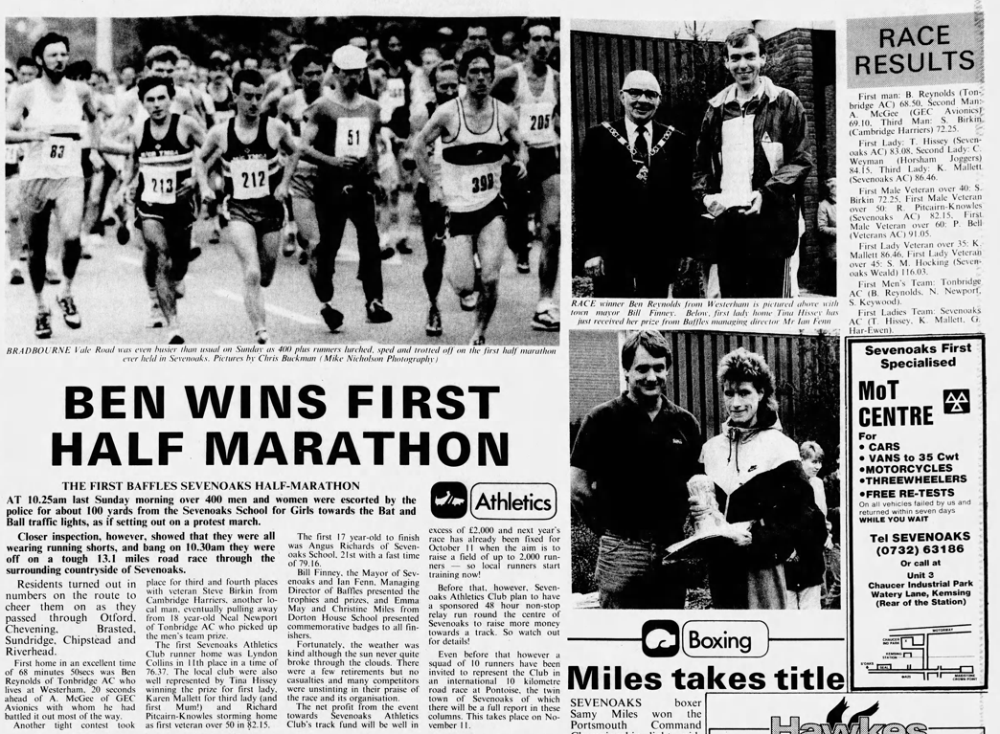 83
213
212
51
398
205
BRADBOURNE Vale Road was even busier than usual on Sunday as 400 plus runners lurched, sped and trotted off on the first half marathon
ever held in Sevenoaks. Pictures by Chris Buckman (Mike Nicholson Photography)
BEN WINS FIRST
HALF MARATHON
THE FIRST BAFFLES SEVENOAKS HALF-MARATHON
AT 10.25am last Sunday morning over 400 men and women were escorted by the
police for about 100 yards from the Sevenoaks School for Girls towards the Bat and
Ball traffic lights, as if setting out on a protest march.
Closer inspection, however, showed that they were all
wearing running shorts, and bang on 10.30am they were
off on a tough 13.1 miles road race through the
surrounding countryside of Sevenoaks.
Residents turned out in
numbers on the route to
cheer them on as they
passed through Otford,
Chevening, Brasted,
Sundridge, Chipstead and
Riverhead.
First home in an excellent time
of 68 minutes 50secs was Ben
Reynolds of Tonbridge AC who
lives at Westerham, 20 seconds
ahead of A. McGee of GEC
Avionics with whom he had
battled it out most of the way.
Another tight contest took
place for third and fourth places
with veteran Steve Birkin from
Cambridge Harriers, another lo-
cal man, eventually pulling away
from 18 year-old Neal Newport
of Tonbridge AC who picked up
the men's team prize.
The first Sevenoaks Athletics
Club runner home was Lyndon
Collins in 11th place in a time of
76.37. The local club were also
well represented by Tina Hissey
winning the prize for first lady,
Karen Mallett for third lady (and
first Mum!) and Richard
Pitcairn-Knowles storming home
as first veteran over 50 in 82.15.
The first 17 year-old to finish
was Angus Richards of Seven-
oaks School, 21st with a fast time
of 79.16.
Bill Finney, the Mayor of Sev-
enoaks and Ian Fenn, Managing
Director of Baffles presented the
trophies and prizes, and Emma
May and Christine Miles from
Dorton House School presented
commemorative badges to all fin-
ishers.
Fortunately, the weather was
kind although the sun never quite
broke through the clouds. There
were a few retirements but no
casualties and many competitors
were unstinting in their praise of
the race and its organisation.
The net profit from the event
towards Sevenoaks Athletics
Club's track fund will be well in
Athletics
excess of £2,000 and next year's
race has already been fixed for
October 11 when the aim is to
raise a field of up to 2,000 run-
ners — so local runners start
training now!
Before that, however, Seven-
oaks Athletics Club plan to have
a sponsored 48 hour non-stop
relay run round the centre of
Sevenoaks to raise more money
towards a track. So watch out
for details!
Even before that however a
squad of 10 runners have been
invited to represent the Club in
an international 10 kilometre
road race at Pontoise, the twin
town of Sevenoaks of which
there will be a full report in these
columns. This takes place on No-
vember 11.
RACE winner Ben Reynolds from Westerham is pictured above with
town mayor Bill Finney. Below, first lady home Tina Hissey has
just received her prize from Baffles managing director Mr Ian Fenn
Boxing
Miles takes title
SEVENOAKS boxer
Samy Miles won the
Portsmouth Command
RACE
RESULTS
First man: B. Reynolds (Ton-
bridge AC) 68.50, Second Man:
A. McGee (GEC Avionics)
69.10, Third Man: S. Birkin
(Cambridge Harriers) 72.25.
First Lady: T. Hissey (Seven-
oaks AC) 83.08, Second Lady: C.
Weyman (Horsham Joggers)
84.15, Third Lady: K. Mallett
(Sevenoaks AC) 86.46.
First Male Veteran over 40: S.
Birkin 72.25, First Male Veteran
over 50: R. Pitcairn-Knowles
(Sevenoaks AC) 82.15, First
Male Veteran over 60: P. Bell
(Veterans AC) 91.05.
First Lady Veteran over 35: K.
Mallett 86.46, First Lady Veteran
over 45: S. M. Hocking (Seven-
oaks Weald) 116.03.
First Men's Team: Tonbridge
AC (B. Reynolds, N. Newport,
S. Keywood).
First Ladies Team: Sevenoaks
AC (T. Hissey, K. Mallett, G.
Har-Ewen).
Sevenoaks First
Specialised
MoT
CENTRE
For
• CARS
• VANS to 35 Cwt
•MOTORCYCLES
•THREEWHEELERS
•FREE RE-TESTS
On all vehicles failed by us and
returned within seven days
WHILE YOU WAIT
Tel SEVENOAKS
(0732) 63186
Or call at
Unit 3
Chaucer Industrial Park
Watery Lane, Kemsing
(Rear of the Station)
MOTORWAY
KEMSING
STATION
Hawkes